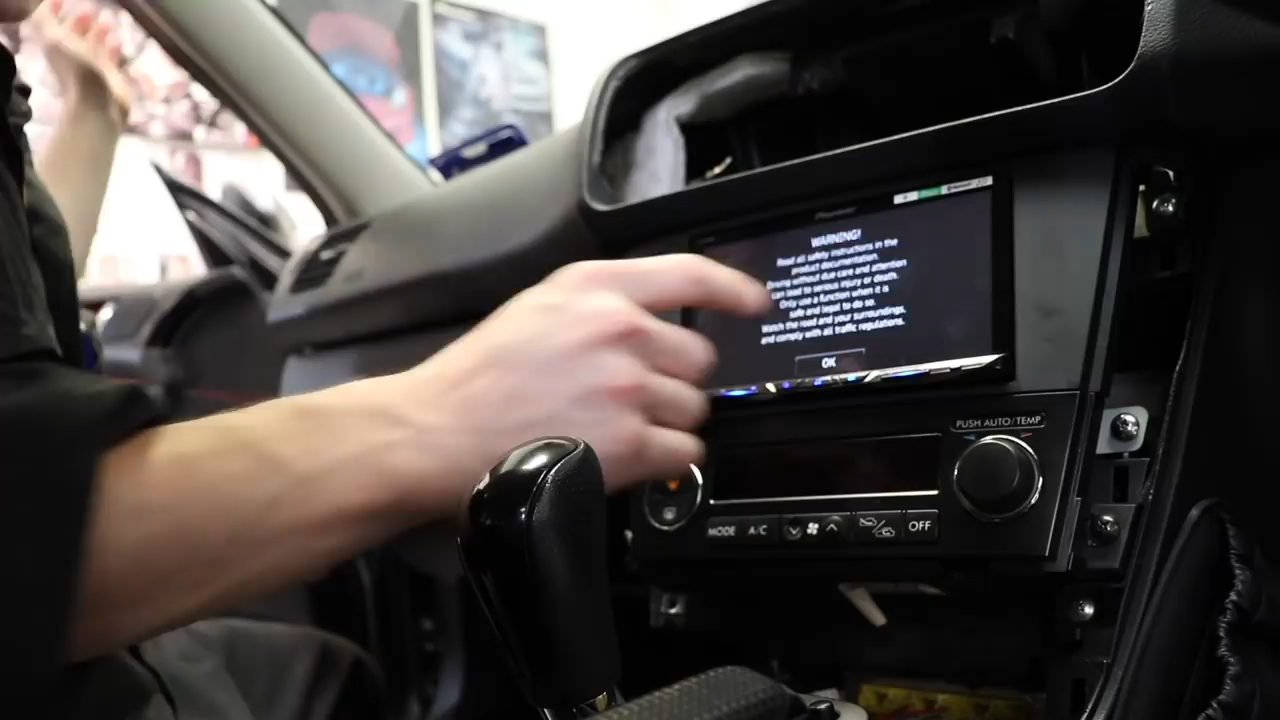 Pioneer
WARNING!
Read all safety instructions in the
product documentation.
Driving without due care and attention
can lead to serious injury or death.
Only use a function when it is
safe and legal to do so.
Watch the road and your surroundings,
and comply with all traffic regulations.
OK
PUSH AUTO/TEMP
MODE A/C OFF